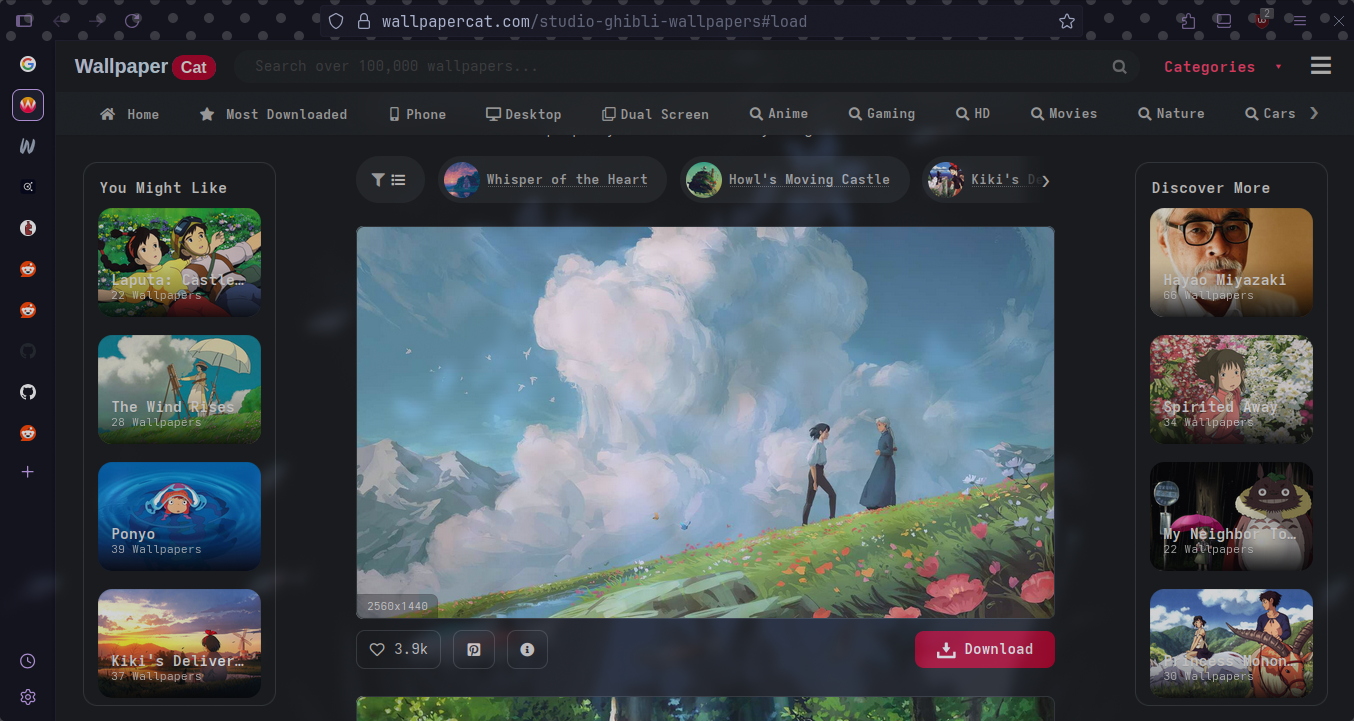 2
wallpapercat.com/studio-ghibli-wallpapers#load
Wallpaper Cat
Search over 100,000 wallpapers...
Categories
Home
Most Downloaded
Phone
Desktop
Dual Screen
Anime
Gaming
HD
Movies
Nature
Cars
You Might Like
Laputa: Castle…
22 Wallpapers
The Wind Rises
28 Wallpapers
Ponyo
39 Wallpapers
Kiki's Deliver…
37 Wallpapers
Whisper of the Heart
Howl's Moving Castle
Kiki's De
2560x1440
3.9k
Download
Discover More
Hayao Miyazaki
66 Wallpapers
Spirited Away
34 Wallpapers
My Neighbor To…
22 Wallpapers
Princess Monon…
30 Wallpapers